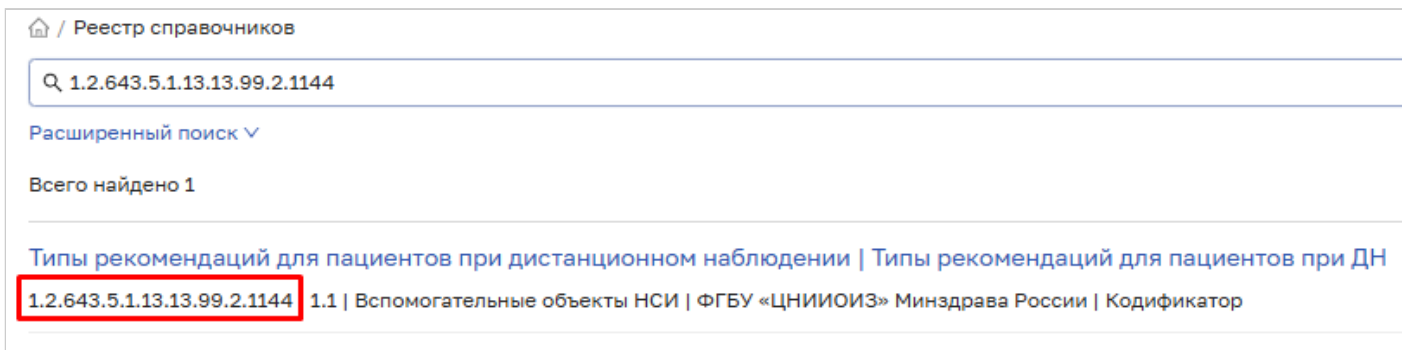 / Реестр справочников
1.2.643.5.1.13.13.99.2.1144
Расширенный поиск
Всего найдено 1
Типы рекомендаций для пациентов при дистанционном наблюдении | Типы рекомендаций для пациентов при ДН
1.2.643.5.1.13.13.99.2.1144 1.1 | Вспомогательные объекты НСИ | ФГБУ «ЦНИИОИЗ» Минздрава России | Кодификатор